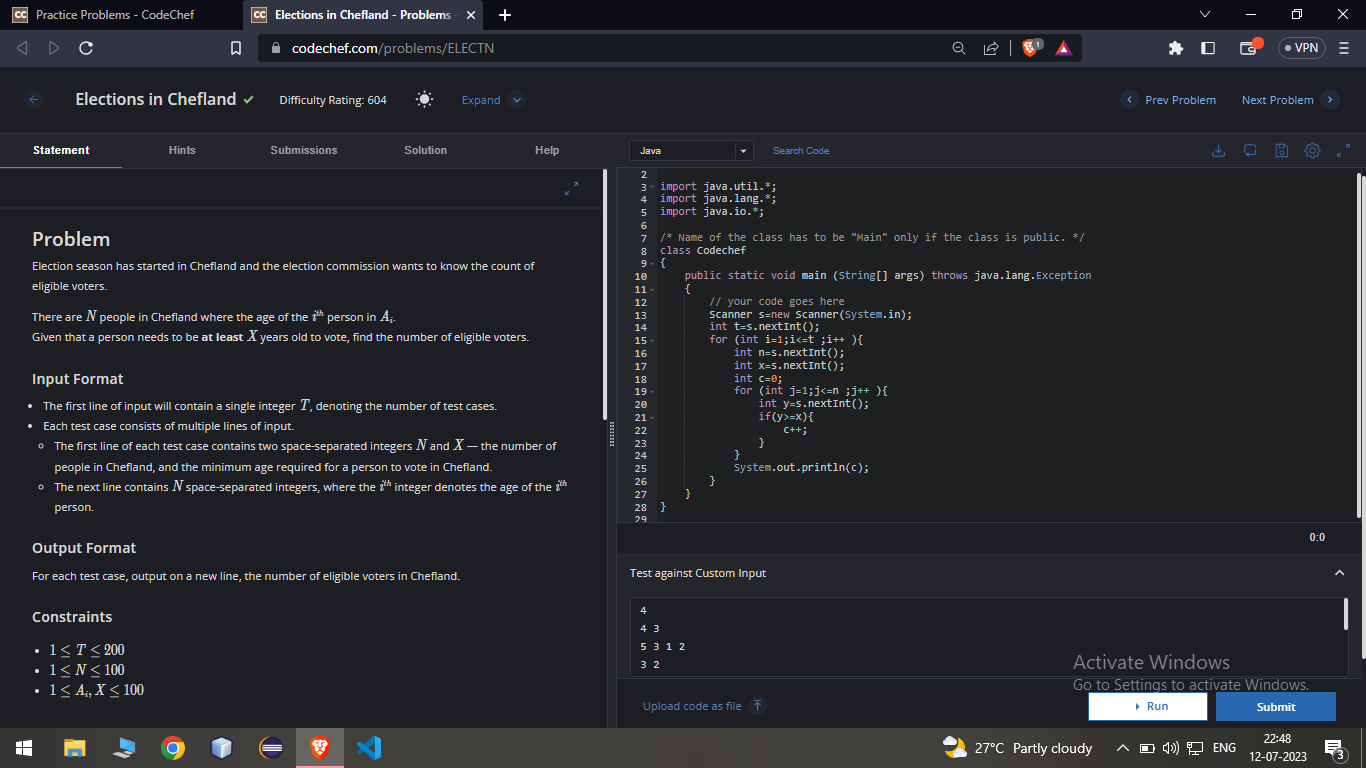 Practice Problems - CodeChef
Elections in Chefland - Problems
codechef.com/problems/ELECTN
1
VPN
Elections in Chefland
Difficulty Rating: 604
Expand
Prev Problem
Next Problem
Statement
Hints
Submissions
Solution
Help
Java
Search Code
Problem
Election season has started in Chefland and the election commission wants to know the count of
eligible voters.
There are N people in Chefland where the age of the i^th person in A_i.
Given that a person needs to be at least X years old to vote, find the number of eligible voters.
Input Format
• The first line of input will contain a single integer T, denoting the number of test cases.
• Each test case consists of multiple lines of input.
◦ The first line of each test case contains two space-separated integers N and X — the number of
people in Chefland, and the minimum age required for a person to vote in Chefland.
◦ The next line contains N space-separated integers, where the i^th integer denotes the age of the i^th
person.
Output Format
For each test case, output on a new line, the number of eligible voters in Chefland.
Constraints
• 1 ≤ T ≤ 200
• 1 ≤ N ≤ 100
• 1 ≤ A_i, X ≤ 100
2
3 import java.util.*;
4 import java.lang.*;
5 import java.io.*;
6
7 /* Name of the class has to be "Main" only if the class is public. */
8 class Codechef
9 {
10 public static void main (String[] args) throws java.lang.Exception
11 {
12 // your code goes here
13 Scanner s=new Scanner(System.in);
14 int t=s.nextInt();
15 for (int i=1;i<=t ;i++ ){
16 int n=s.nextInt();
17 int x=s.nextInt();
18 int c=0;
19 for (int j=1;j<=n ;j++ ){
20 int y=s.nextInt();
21 if(y>=x){
22 c++;
23 }
24 }
25 System.out.println(c);
26 }
27 }
28 }
29
0:0
Test against Custom Input
4
4 3
5 3 1 2
3 2
Activate Windows
Go to Settings to activate Windows.
Upload code as file
Run
Submit
27°C Partly cloudy
ENG
22:48
12-07-2023
3